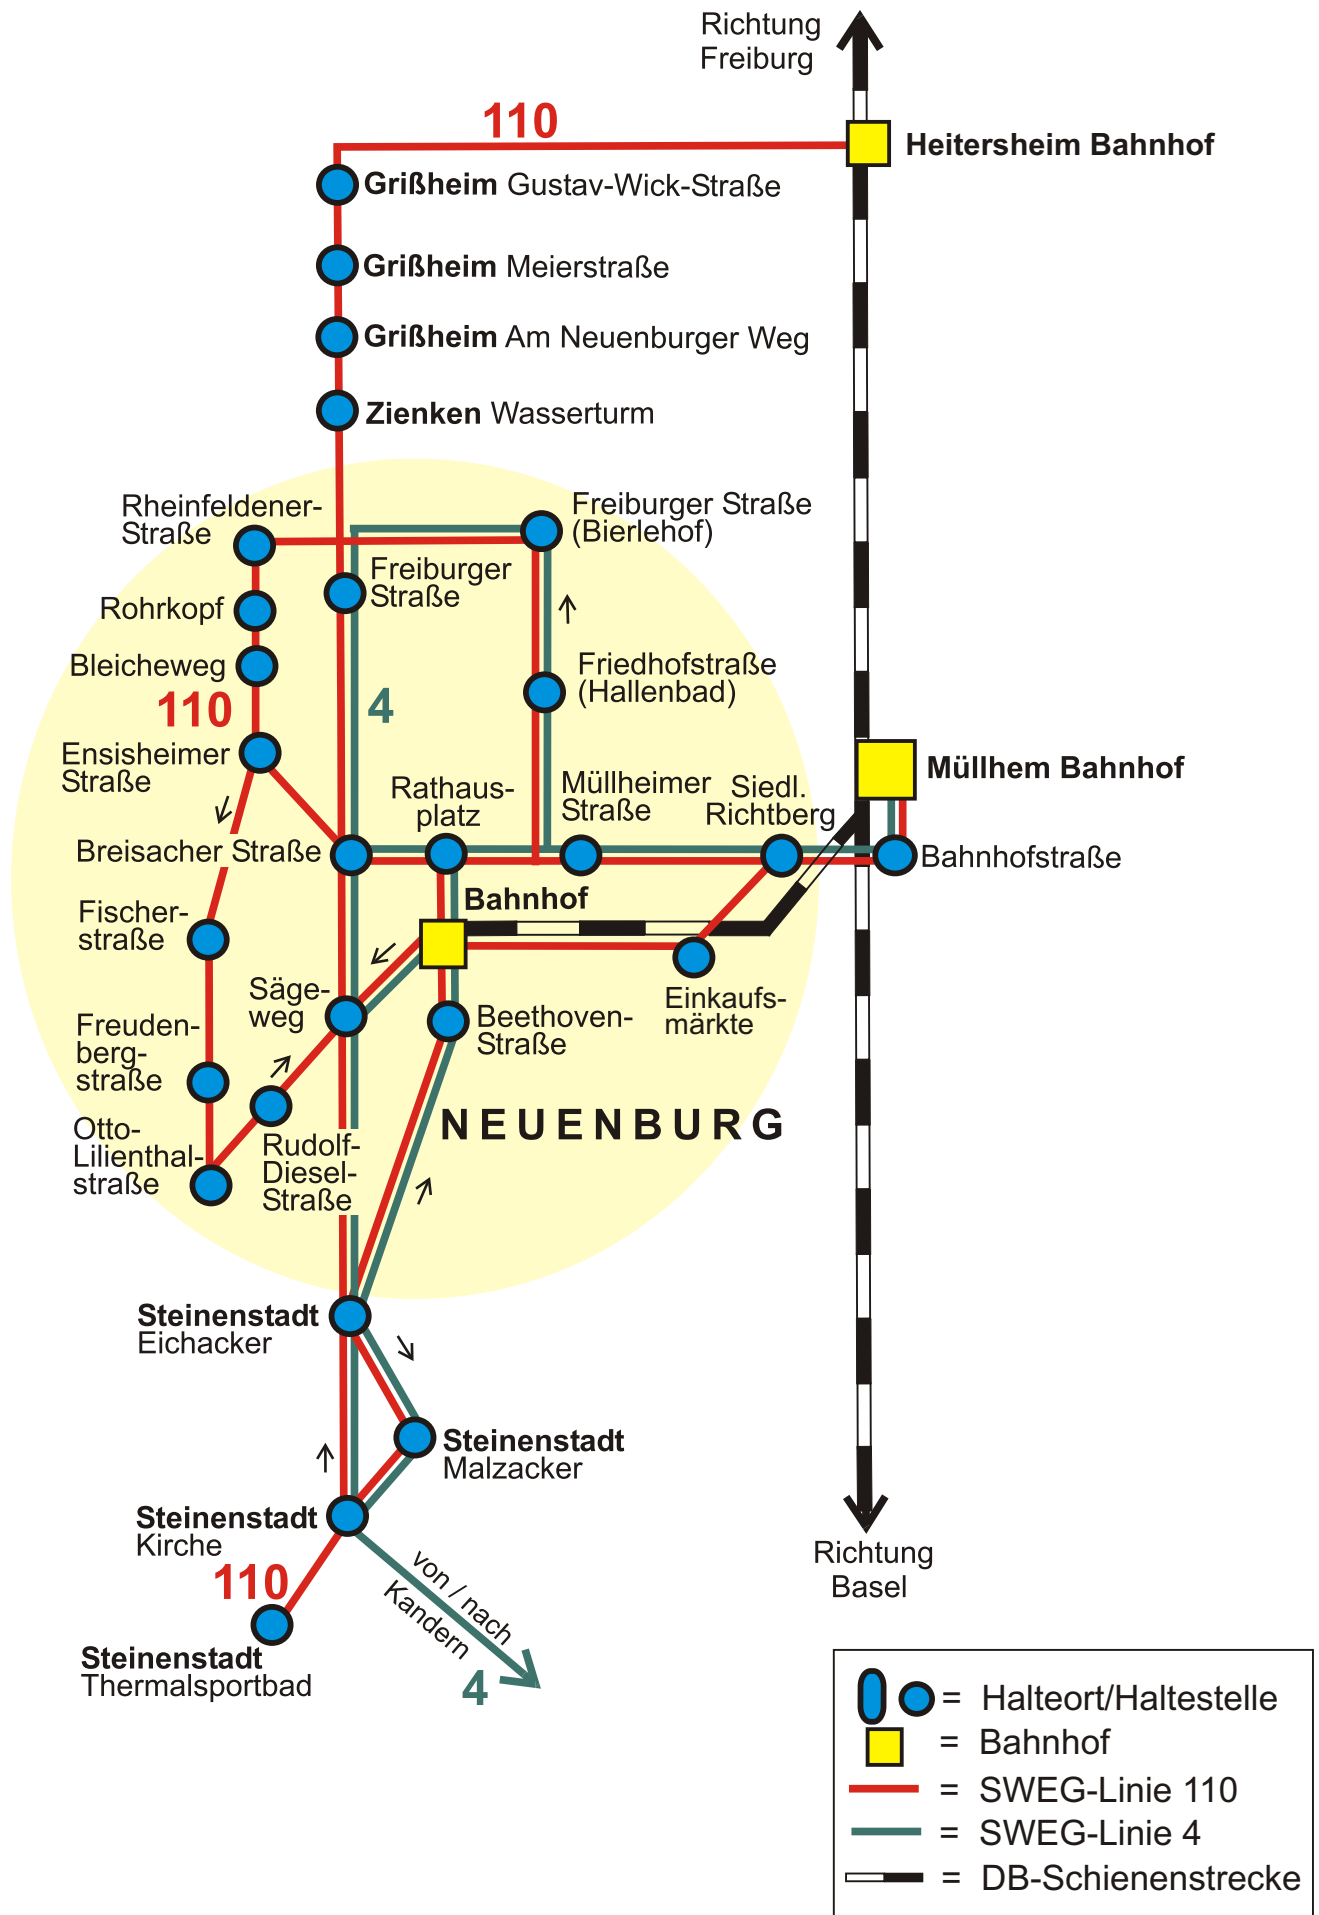 Richtung
Freiburg
110
Heitersheim Bahnhof
Grißheim Gustav-Wick-Straße
Grißheim Meierstraße
Grißheim Am Neuenburger Weg
Zienken Wasserturm
Rheinfeldener-
Straße
Freiburger Straße
(Bierlehof)
Freiburger
Straße
Rohrkopf
Bleicheweg
Friedhofstraße
(Hallenbad)
110
4
Ensisheimer
Straße
Müllhem Bahnhof
Rathaus-
platz
Müllheimer
Straße
Siedl.
Richtberg
Breisacher Straße
Bahnhofstraße
Bahnhof
Fischer-
straße
Säge-
weg
Einkaufs-
märkte
Freuden-
berg-
straße
Beethoven-
Straße
NEUENBURG
Otto-
Lilienthal-
straße
Rudolf-
Diesel-
Straße
Steinenstadt
Eichacker
Steinenstadt
Malzacker
Steinenstadt
Kirche
110
von / nach
Kandern
4
Richtung
Basel
Steinenstadt
Thermalsportbad
= Halteort/Haltestelle
= Bahnhof
= SWEG-Linie 110
= SWEG-Linie 4
= DB-Schienenstrecke